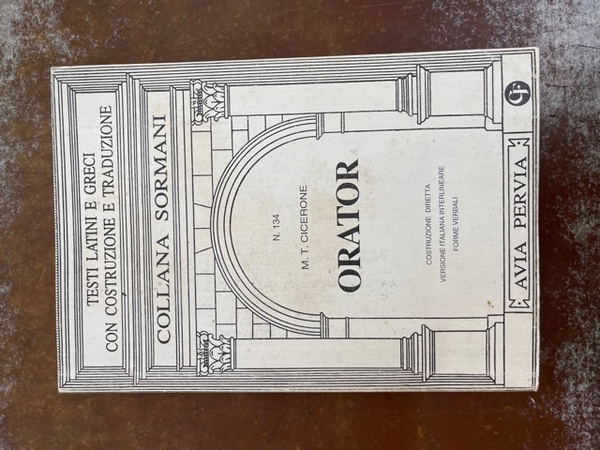 TESTI LATINI E GRECI
CON COSTRUZIONE E TRADUZIONE
COLLANA SORMANI
N. 134
M. T. CICERONE
ORATOR
COSTRUZIONE DIRETTA
VERSIONE ITALIANA INTERLINEARE
FORME VERBALI
AVIA PERVIA